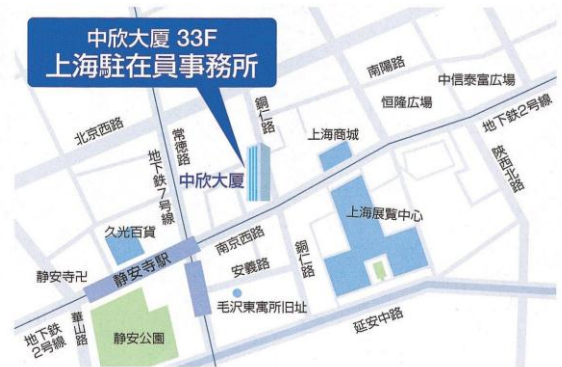 中欣大厦 33F
上海駐在員事務所
南陽路
中信泰富広場
恒隆広場
地下鉄2号線
銅仁路
北京西路
常徳路
上海商城
陝西北路
地下鉄7号線
中欣大厦
上海展覧中心
久光百貨
南京西路
銅仁路
静安寺駅
安義路
静安寺卍
毛沢東寓所旧址
延安中路
地下鉄
2号線
華山路
静安公園